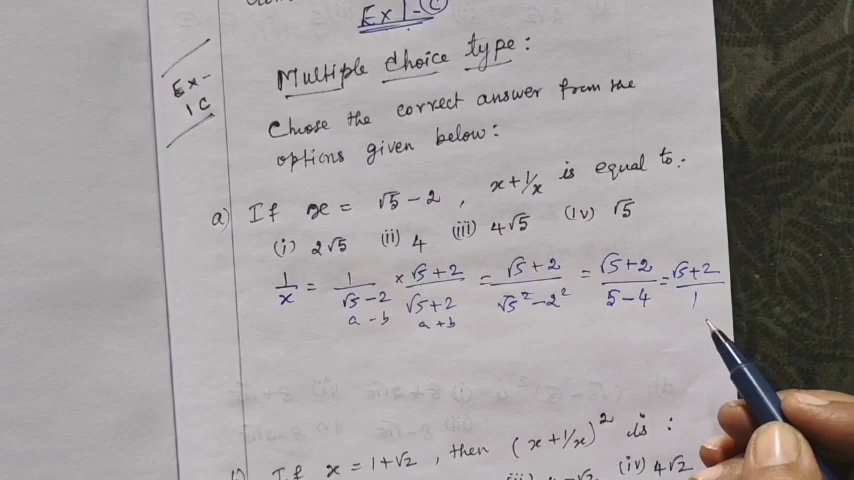 Ex 1-C
Ex-
1C
Multiple choice type:
Choose the correct answer from the
options given below:
a) If x = √5 - 2, x + 1/x is equal to:
(i) 2√5 (ii) 4 (iii) 4√5 (iv) √5
1/x = 1/(√5 - 2) × (√5 + 2)/(√5 + 2) = (√5 + 2)/(√5² - 2²) = (√5 + 2)/(5 - 4) = (√5 + 2)/1
a - b a + b
If x = 1 + √2, then (x + 1/x)² is:
(iv) 4√2